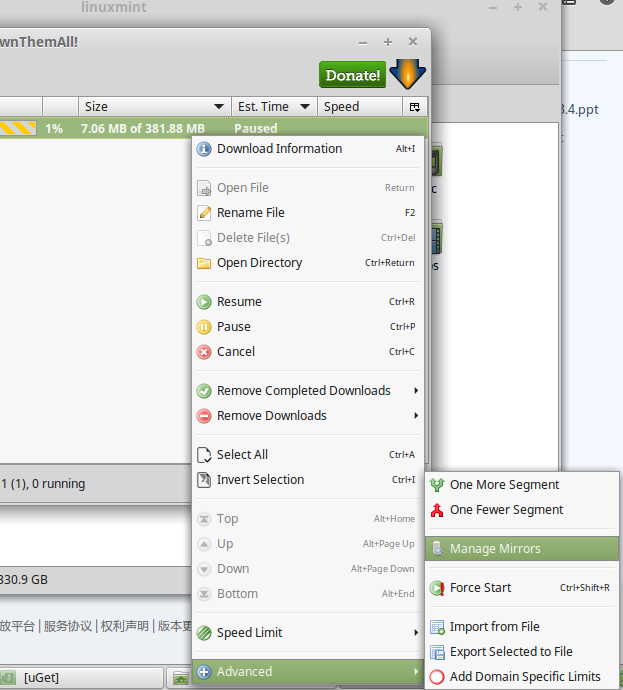 linuxmint
wnThemAll!
Donate!
Size Est. Time Speed
1% 7.06 MB of 381.88 MB Paused
3.4.ppt
Download Information Alt+I
Open File Return
Rename File F2
Delete File(s) Ctrl+Del
Open Directory Ctrl+Return
Resume Ctrl+R
Pause Ctrl+P
Cancel Ctrl+C
Remove Completed Downloads
Remove Downloads
Select All Ctrl+A
Invert Selection Ctrl+I
Top Alt+Home
Up Alt+Page Up
Down Alt+Page Down
Bottom Alt+End
Speed Limit
Advanced
One More Segment
One Fewer Segment
Manage Mirrors
Force Start Ctrl+Shift+R
Import from File
Export Selected to File
Add Domain Specific Limits
1 (1), 0 running
330.9 GB
放平台 | 服务协议 | 权利声明 | 版本更
[uGet]